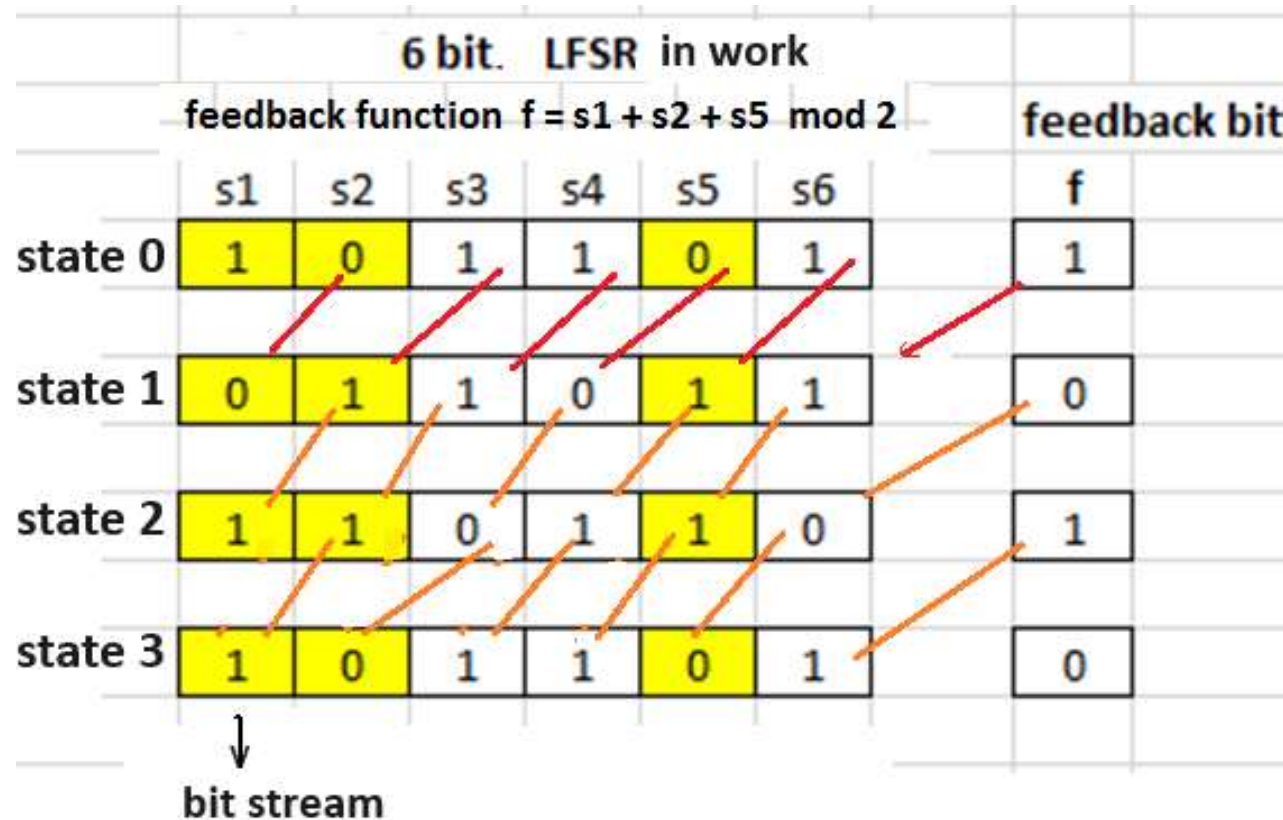 6 bit. LFSR in work
feedback function f = s1 + s2 + s5 mod 2 feedback bit
s1 s2 s3 s4 s5 s6 f
state 0 1 0 1 1 0 1 1
state 1 0 1 1 0 1 1 0
state 2 1 1 0 1 1 0 1
state 3 1 0 1 1 0 1 0
bit stream